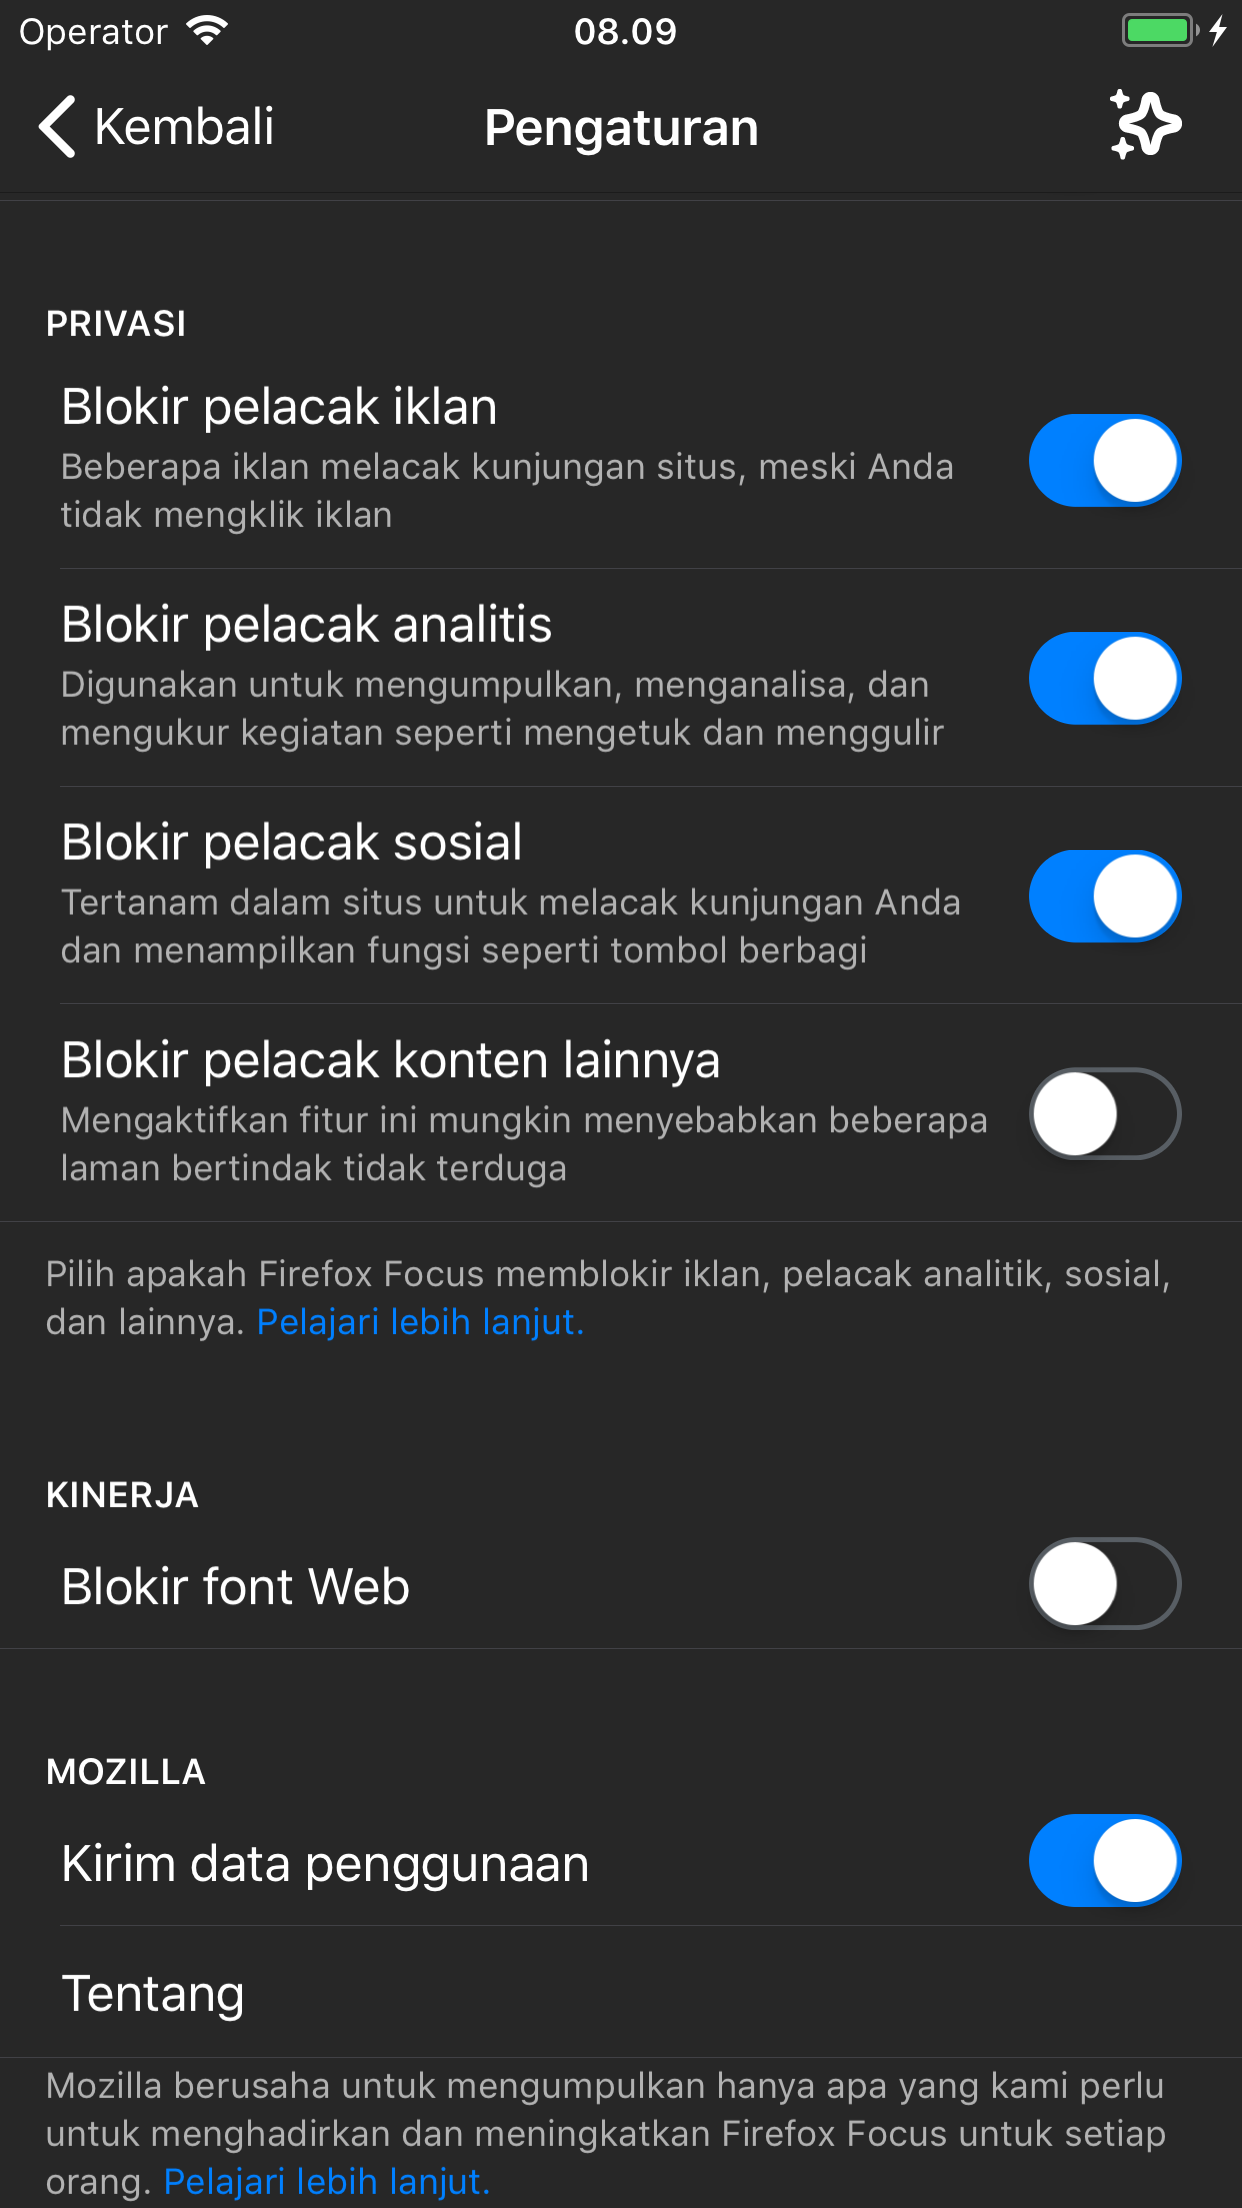 Operator
08.09
Kembali
Pengaturan
PRIVASI
Blokir pelacak iklan
Beberapa iklan melacak kunjungan situs, meski Anda
tidak mengklik iklan
Blokir pelacak analitis
Digunakan untuk mengumpulkan, menganalisa, dan
mengukur kegiatan seperti mengetuk dan menggulir
Blokir pelacak sosial
Tertanam dalam situs untuk melacak kunjungan Anda
dan menampilkan fungsi seperti tombol berbagi
Blokir pelacak konten lainnya
Mengaktifkan fitur ini mungkin menyebabkan beberapa
laman bertindak tidak terduga
Pilih apakah Firefox Focus memblokir iklan, pelacak analitik, sosial,
dan lainnya. Pelajari lebih lanjut.
KINERJA
Blokir font Web
MOZILLA
Kirim data penggunaan
Tentang
Mozilla berusaha untuk mengumpulkan hanya apa yang kami perlu
untuk menghadirkan dan meningkatkan Firefox Focus untuk setiap
orang. Pelajari lebih lanjut.